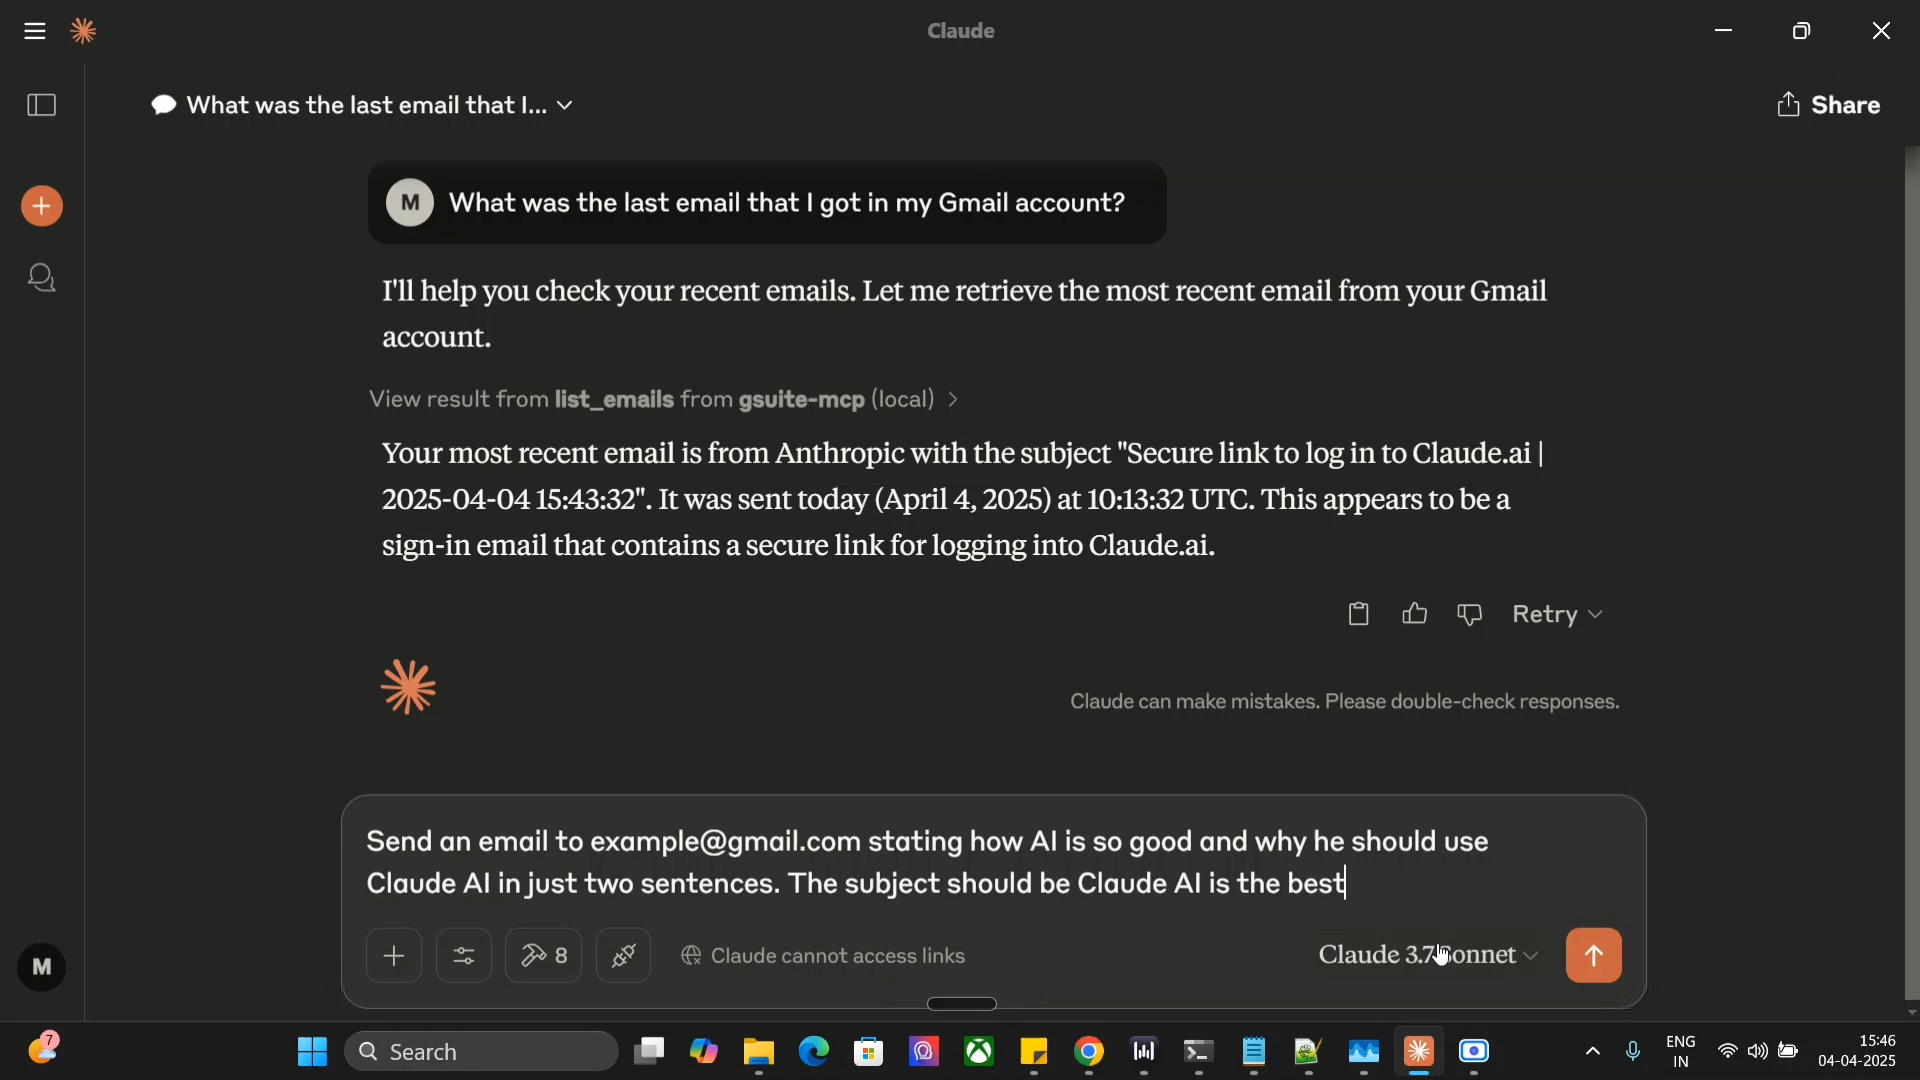 Claude
What was the last email that I...
Share
M
What was the last email that I got in my Gmail account?
I'll help you check your recent emails. Let me retrieve the most recent email from your Gmail
account.
View result from list_emails from gsuite-mcp (local)
Your most recent email is from Anthropic with the subject "Secure link to log in to Claude.ai |
2025-04-04 15:43:32". It was sent today (April 4, 2025) at 10:13:32 UTC. This appears to be a
sign-in email that contains a secure link for logging into Claude.ai.
Retry
Claude can make mistakes. Please double-check responses.
Send an email to example@gmail.com stating how AI is so good and why he should use
Claude AI in just two sentences. The subject should be Claude AI is the best
8
Claude cannot access links
Claude 3.7 Sonnet
M
7
Search
ENG
IN
15:46
04-04-2025